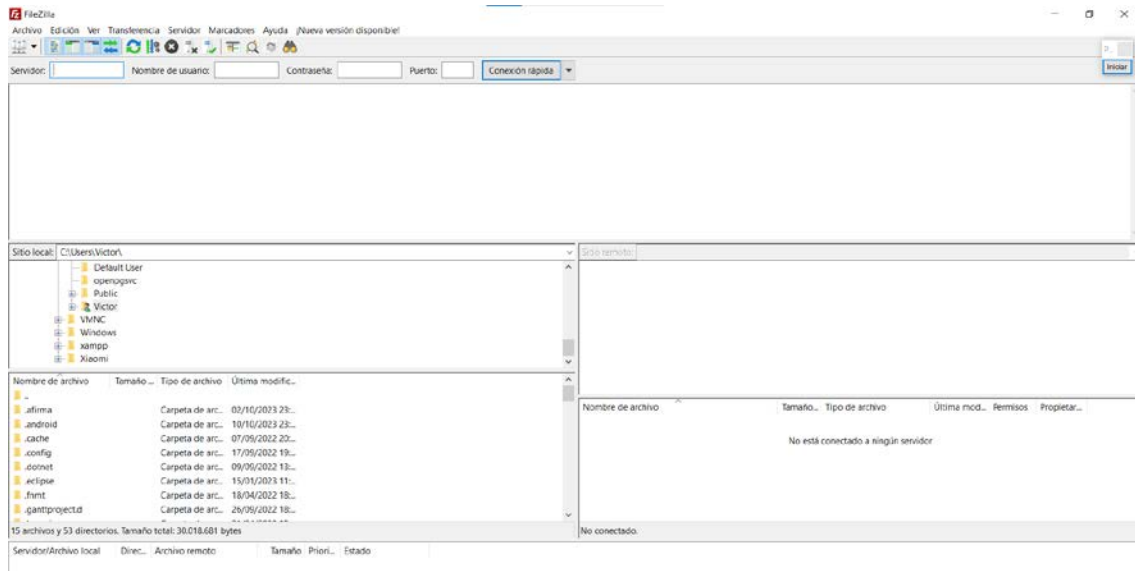 FileZilla
Archivo Edición Ver Transferencia Servidor Marcadores Ayuda ¡Nueva versión disponible!
Servidor: Nombre de usuario: Contraseña: Puerto: Conexión rápida
Iniciar
Sitio local: C:\Users\Victor\
Sitio remoto:
Default User
openpgsvc
Public
Victor
VMNC
Windows
xampp
Xiaomi
Nombre de archivo Tamaño ... Tipo de archivo Última modific...
..
.afirma Carpeta de arc... 02/10/2023 23:...
.android Carpeta de arc... 10/10/2023 23:...
.cache Carpeta de arc... 07/09/2022 20:...
.config Carpeta de arc... 17/09/2022 19:...
.dotnet Carpeta de arc... 09/09/2022 13:...
.eclipse Carpeta de arc... 15/01/2023 11:...
.fnmt Carpeta de arc... 18/04/2022 18:...
.ganttproject.d Carpeta de arc... 26/09/2022 18:...
15 archivos y 53 directorios. Tamaño total: 30.018.681 bytes
Nombre de archivo Tamaño... Tipo de archivo Última mod... Permisos Propietar...
No está conectado a ningún servidor
No conectado.
Servidor/Archivo local Direc... Archivo remoto Tamaño Priori... Estado